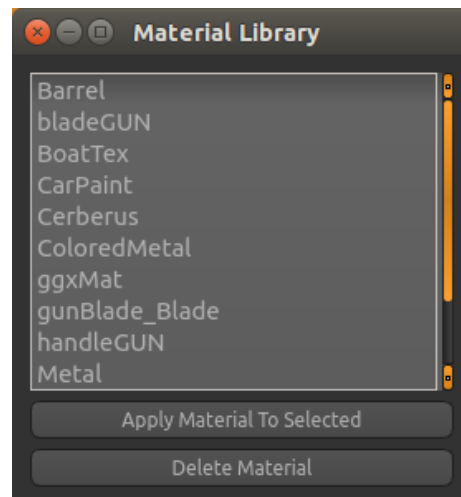 Material Library
Barrel
bladeGUN
BoatTex
CarPaint
Cerberus
ColoredMetal
ggxMat
gunBlade_Blade
handleGUN
Metal
Apply Material To Selected
Delete Material